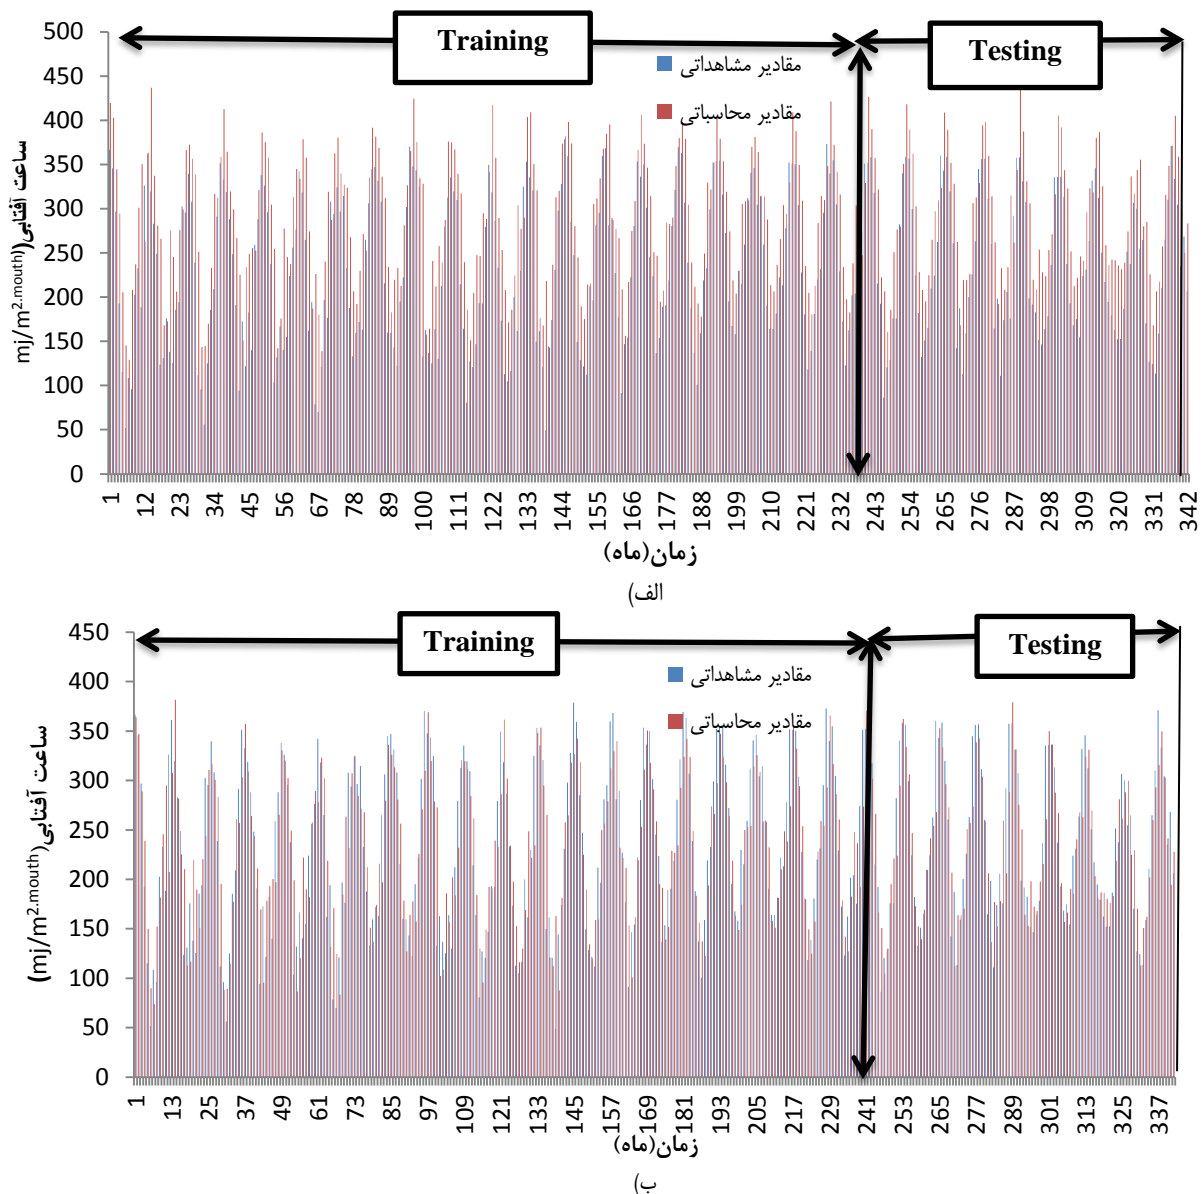 Training
Testing
مقادیر مشاهداتی
مقادیر محاسباتی
ساعت آفتابی(mj/m².mouth)
500
450
400
350
300
250
200
150
100
50
0
1 12 23 34 45 56 67 78 89 100 111 122 133 144 155 166 177 188 199 210 221 232 243 254 265 276 287 298 309 320 331 342
زمان(ماه)
الف)
Training
Testing
مقادیر مشاهداتی
مقادیر محاسباتی
ساعت آفتابی(mj/m².mouth)
450
400
350
300
250
200
150
100
50
0
1 13 25 37 49 61 73 85 97 109 121 133 145 157 169 181 193 205 217 229 241 253 265 277 289 301 313 325 337
زمان(ماه)
ب)